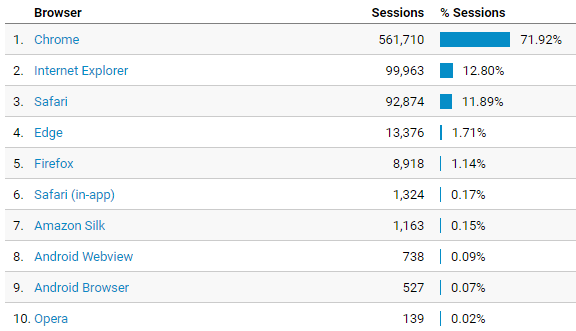 Browser Sessions % Sessions
1. Chrome 561,710 71.92%
2. Internet Explorer 99,963 12.80%
3. Safari 92,874 11.89%
4. Edge 13,376 1.71%
5. Firefox 8,918 1.14%
6. Safari (in-app) 1,324 0.17%
7. Amazon Silk 1,163 0.15%
8. Android Webview 738 0.09%
9. Android Browser 527 0.07%
10. Opera 139 0.02%